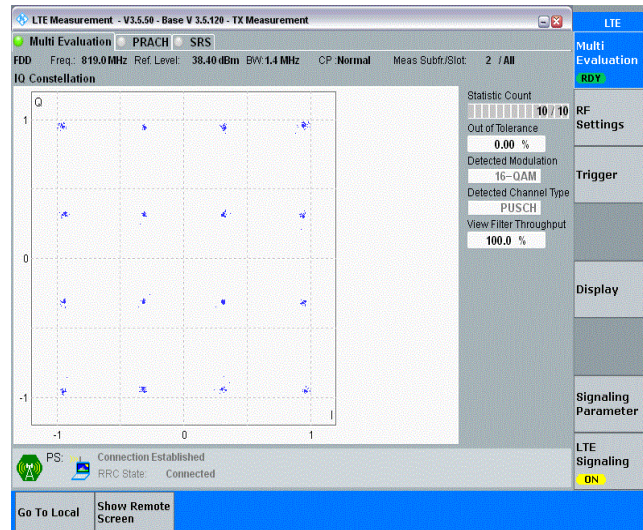 LTE Measurement - V3.5.50 - Base V 3.5.120 - TX Measurement
LTE
Multi Evaluation PRACH SRS
Multi
Evaluation
RDY
FDD Freq.: 819.0 MHz Ref. Level: 38.40 dBm BW: 1.4 MHz CP :Normal Meas Subfr./Slot: 2 / All
IQ Constellation
Q
1
0
-1
-1 0 1
I
Statistic Count
10 / 10
Out of Tolerance
0.00 %
Detected Modulation
16-QAM
Detected Channel Type
PUSCH
View Filter Throughput
100.0 %
RF
Settings
Trigger
Display
Signaling
Parameter
LTE
Signaling
ON
PS: Connection Established
RRC State: Connected
Go To Local
Show Remote
Screen